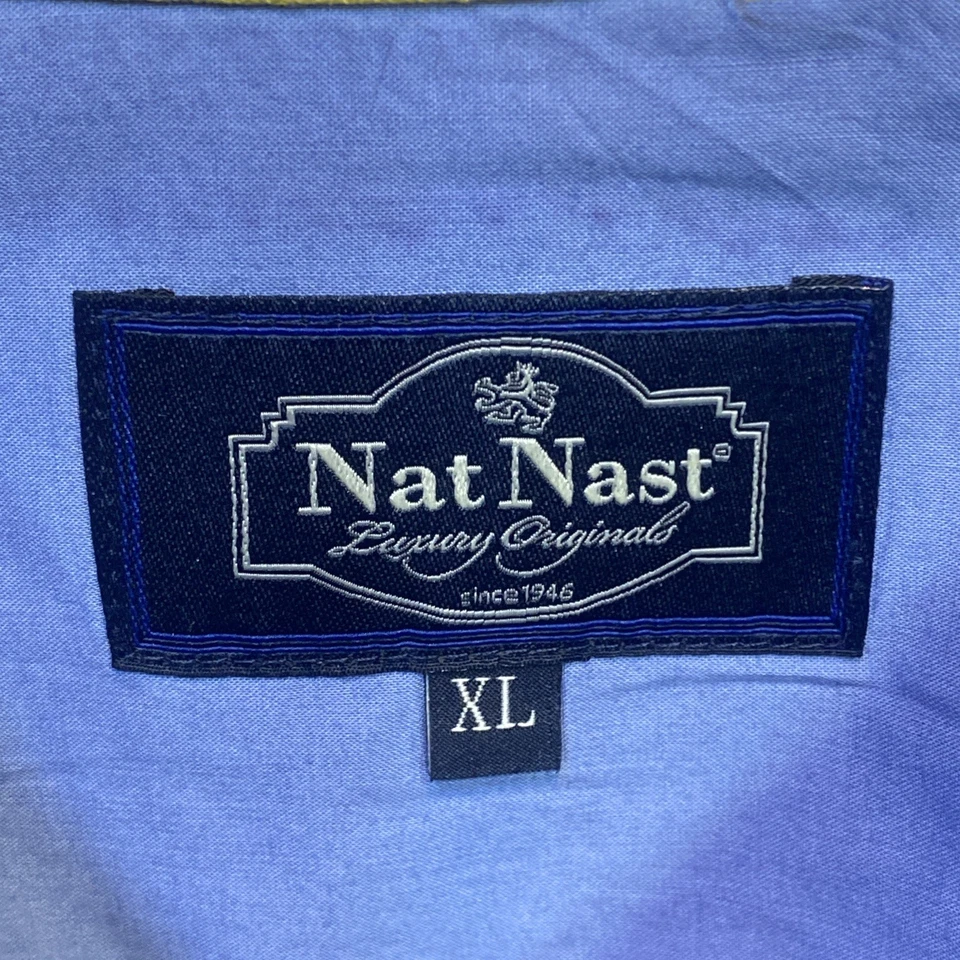 Nat Nast®
Luxury Originals
since 1946
XL